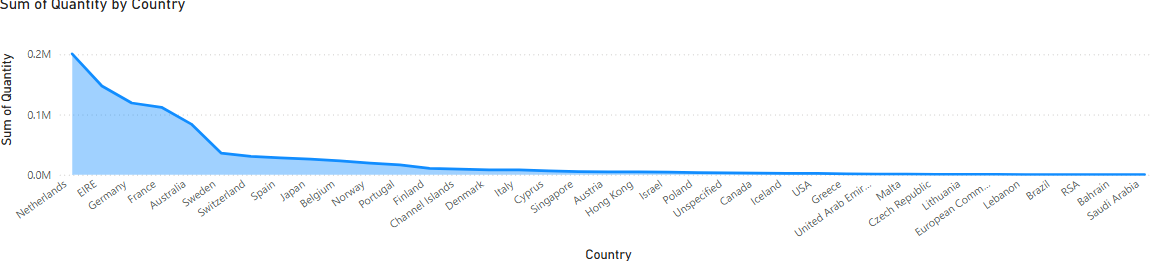 Sum of Quantity by Country
Sum of Quantity
0.2M
0.1M
0.0M
Netherlands
EIRE
Germany
France
Australia
Sweden
Switzerland
Spain
Japan
Belgium
Norway
Portugal
Finland
Channel Islands
Denmark
Italy
Cyprus
Singapore
Austria
Hong Kong
Israel
Poland
Unspecified
Canada
Iceland
USA
Greece
United Arab Emir...
Malta
Czech Republic
Lithuania
European Comm...
Lebanon
Brazil
RSA
Bahrain
Saudi Arabia
Country